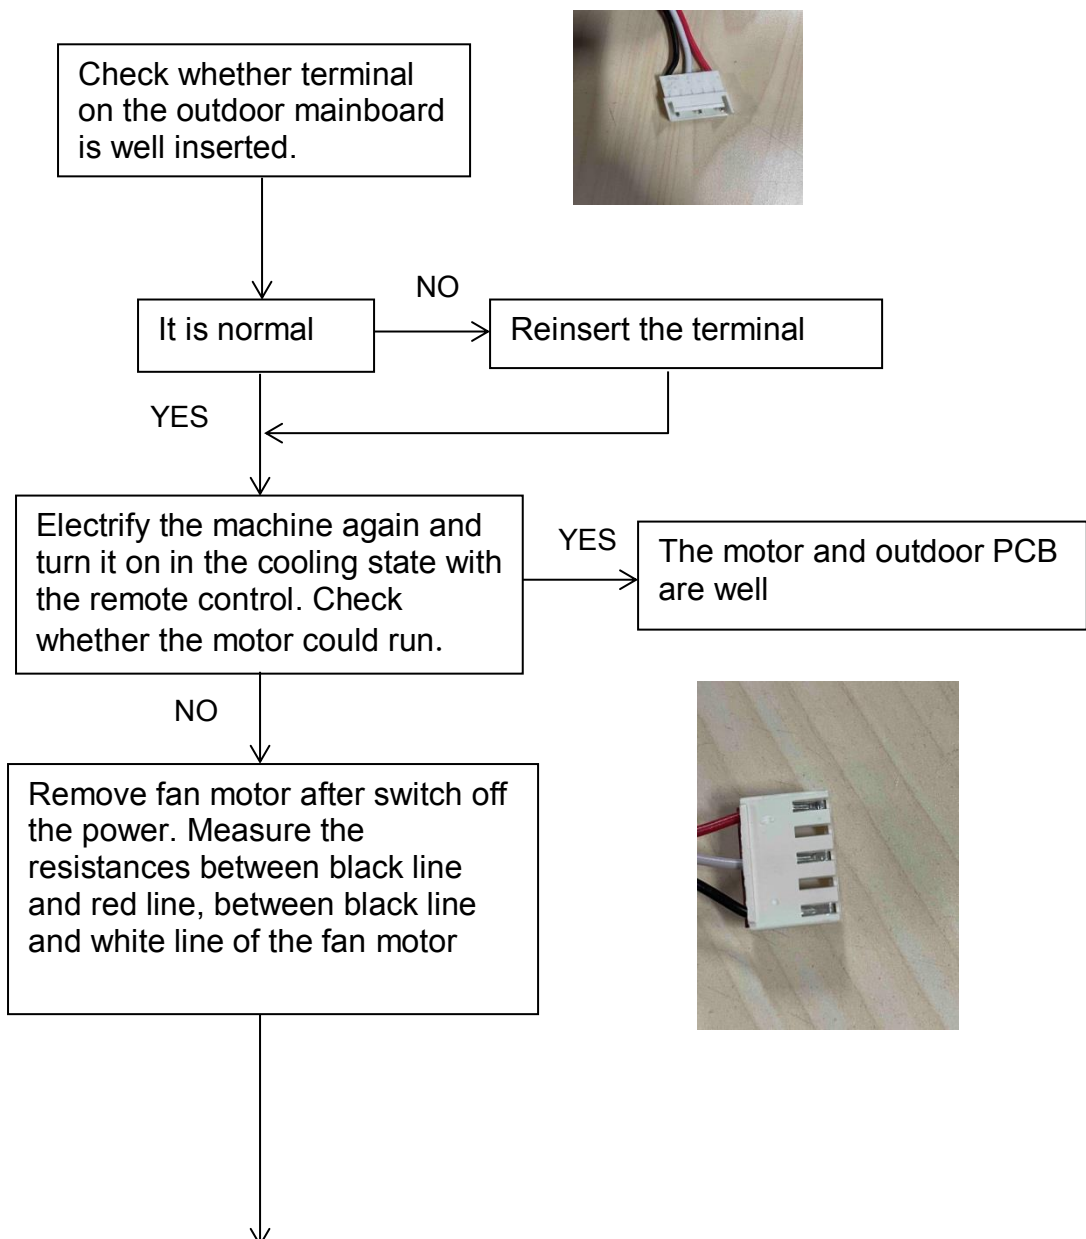 Check whether terminal
on the outdoor mainboard
is well inserted.
NO
It is normal
Reinsert the terminal
YES
Electrify the machine again and
turn it on in the cooling state with
the remote control. Check
whether the motor could run.
YES
The motor and outdoor PCB
are well
NO
Remove fan motor after switch off
the power. Measure the
resistances between black line
and red line, between black line
and white line of the fan motor